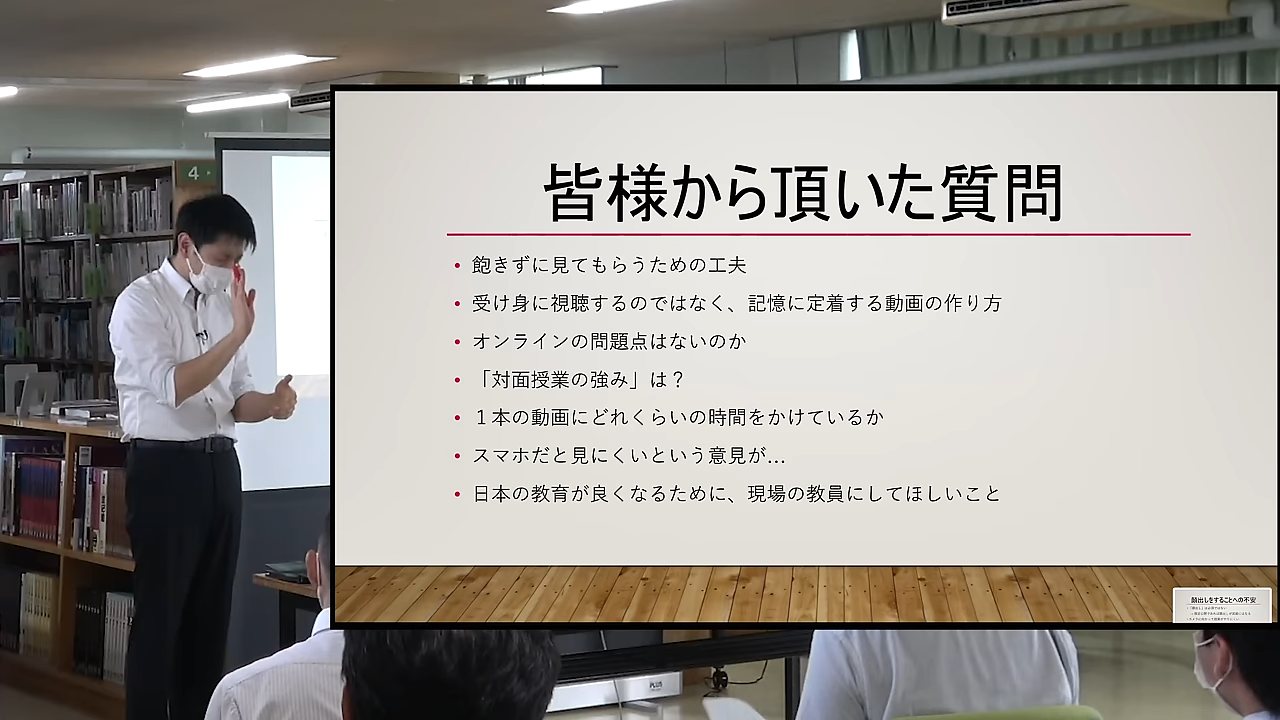 4
皆様から頂いた質問
• 飽きずに見てもらうための工夫
• 受け身に視聴するのではなく、記憶に定着する動画の作り方
• オンラインの問題点はないのか
• 「対面授業の強み」は？
• １本の動画にどれくらいの時間をかけているか
• スマホだと見にくいという意見が…
• 日本の教育が良くなるために、現場の教員にしてほしいこと
顔出しをすることへの不安
PLUS